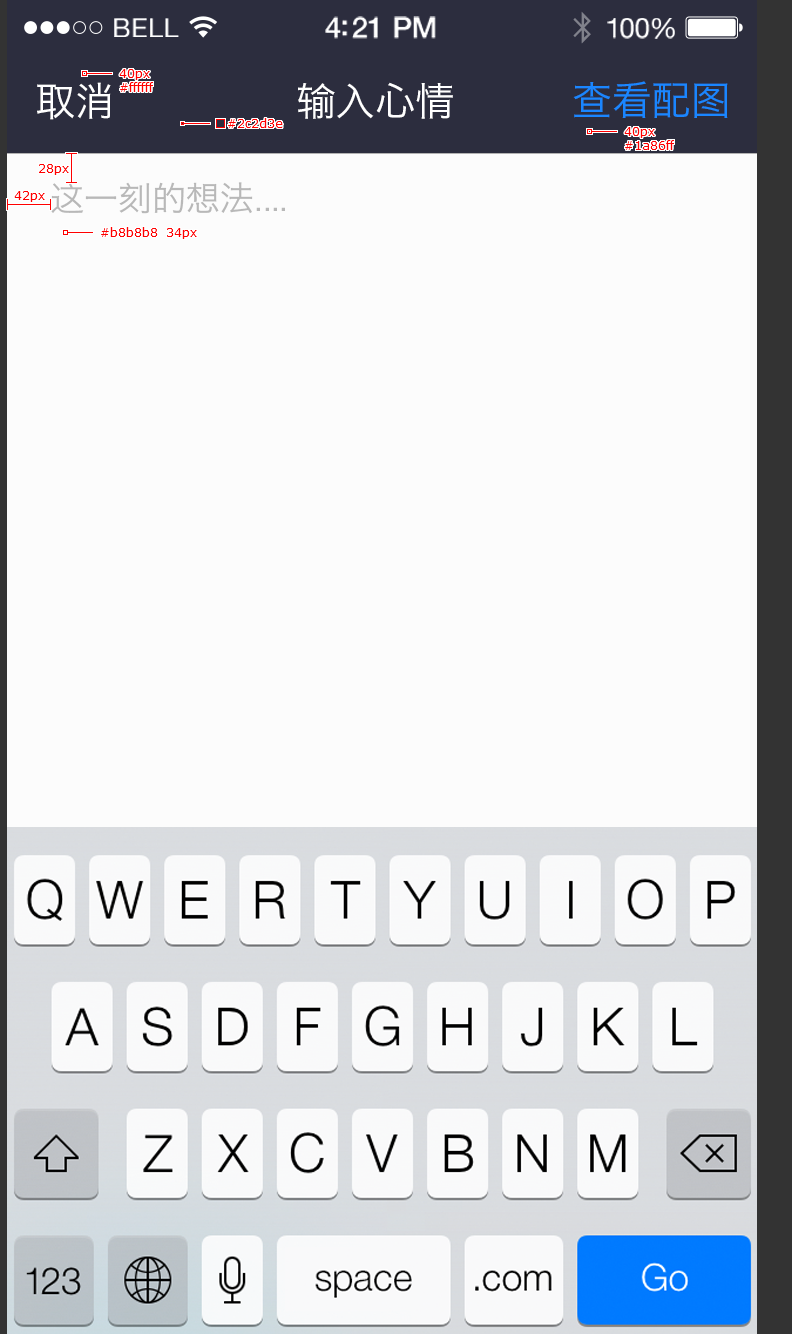 BELL 4:21 PM 100%
取消 输入心情 查看配图
40px
#ffffff
#2c2d3e
40px
#1a86ff
28px
42px
这一刻的想法....
#b8b8b8 34px
Q W E R T Y U I O P
A S D F G H J K L
Z X C V B N M
123 space .com Go